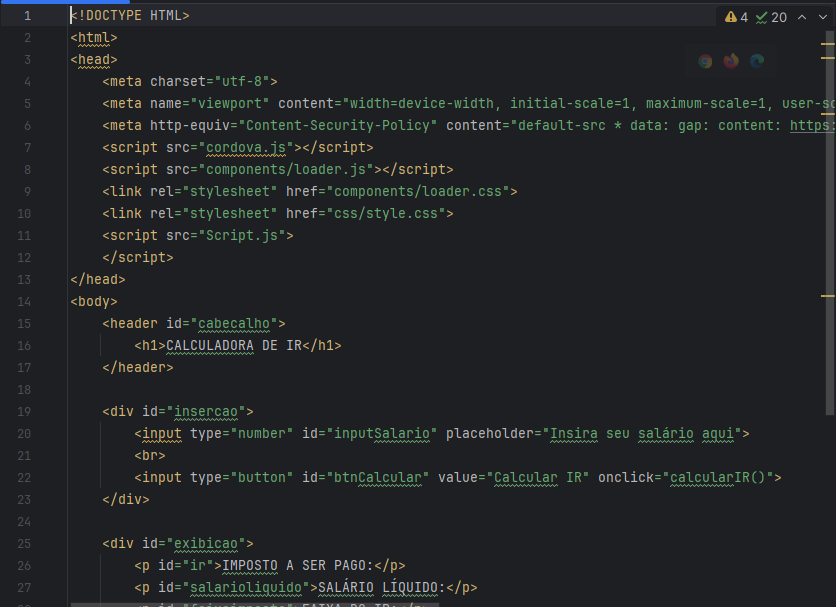 4 20
1 <!DOCTYPE HTML>
2 <html>
3 <head>
4 <meta charset="utf-8">
5 <meta name="viewport" content="width=device-width, initial-scale=1, maximum-scale=1, user-sc
6 <meta http-equiv="Content-Security-Policy" content="default-src * data: gap: content: https:
7 <script src="cordova.js"></script>
8 <script src="components/loader.js"></script>
9 <link rel="stylesheet" href="components/loader.css">
10 <link rel="stylesheet" href="css/style.css">
11 <script src="Script.js">
12 </script>
13 </head>
14 <body>
15 <header id="cabecalho">
16 <h1>CALCULADORA DE IR</h1>
17 </header>
18
19 <div id="insercao">
20 <input type="number" id="inputSalario" placeholder="Insira seu salário aqui">
21 <br>
22 <input type="button" id="btnCalcular" value="Calcular IR" onclick="calcularIR()">
23 </div>
24
25 <div id="exibicao">
26 <p id="ir">IMPOSTO A SER PAGO:</p>
27 <p id="salarioliquido">SALÁRIO LÍQUIDO:</p>